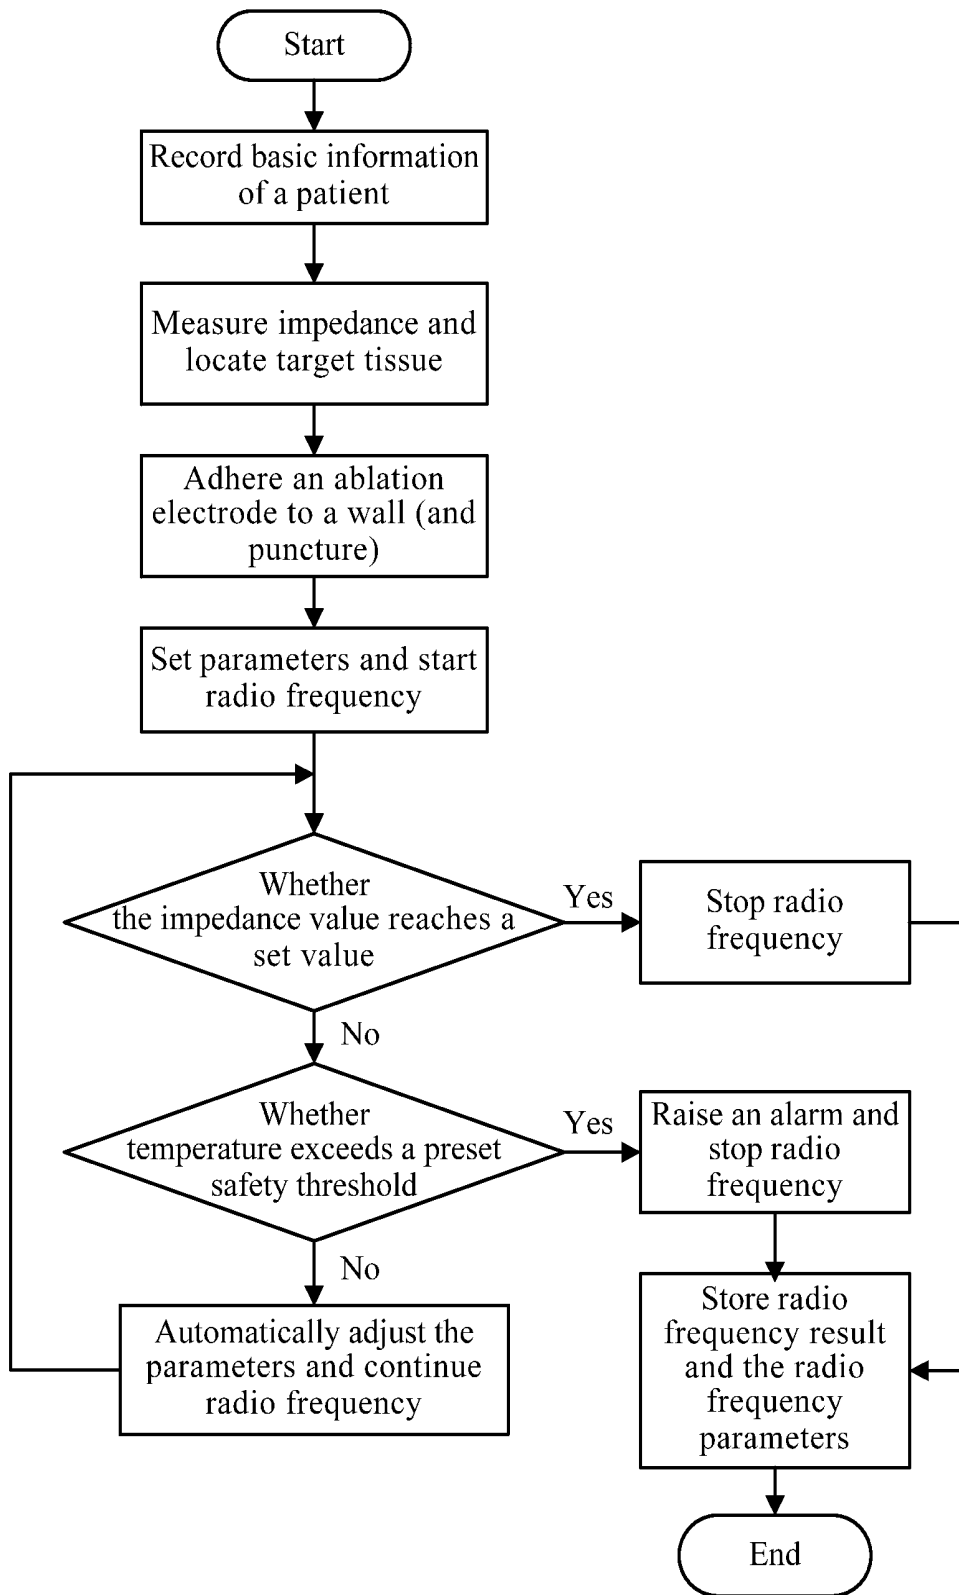 Start
Record basic information
of a patient
Measure impedance and
locate target tissue
Adhere an ablation
electrode to a wall (and
puncture)
Set parameters and start
radio frequency
Whether
the impedance value reaches a
set value
Yes
Stop radio
frequency
No
Whether
temperature exceeds a preset
safety threshold
Yes
Raise an alarm and
stop radio
frequency
No
Automatically adjust the
parameters and continue
radio frequency
Store radio
frequency result
and the radio
frequency
parameters
End